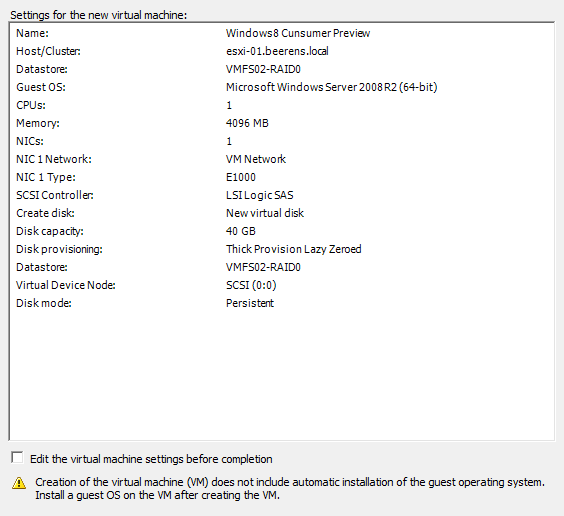 Settings for the new virtual machine:
Name: Windows8 Cunsumer Preview
Host/Cluster: esxi-01.beerens.local
Datastore: VMFS02-RAID0
Guest OS: Microsoft Windows Server 2008 R2 (64-bit)
CPUs: 1
Memory: 4096 MB
NICs: 1
NIC 1 Network: VM Network
NIC 1 Type: E1000
SCSI Controller: LSI Logic SAS
Create disk: New virtual disk
Disk capacity: 40 GB
Disk provisioning: Thick Provision Lazy Zeroed
Datastore: VMFS02-RAID0
Virtual Device Node: SCSI (0:0)
Disk mode: Persistent
Edit the virtual machine settings before completion
Creation of the virtual machine (VM) does not include automatic installation of the guest operating system.
Install a guest OS on the VM after creating the VM.